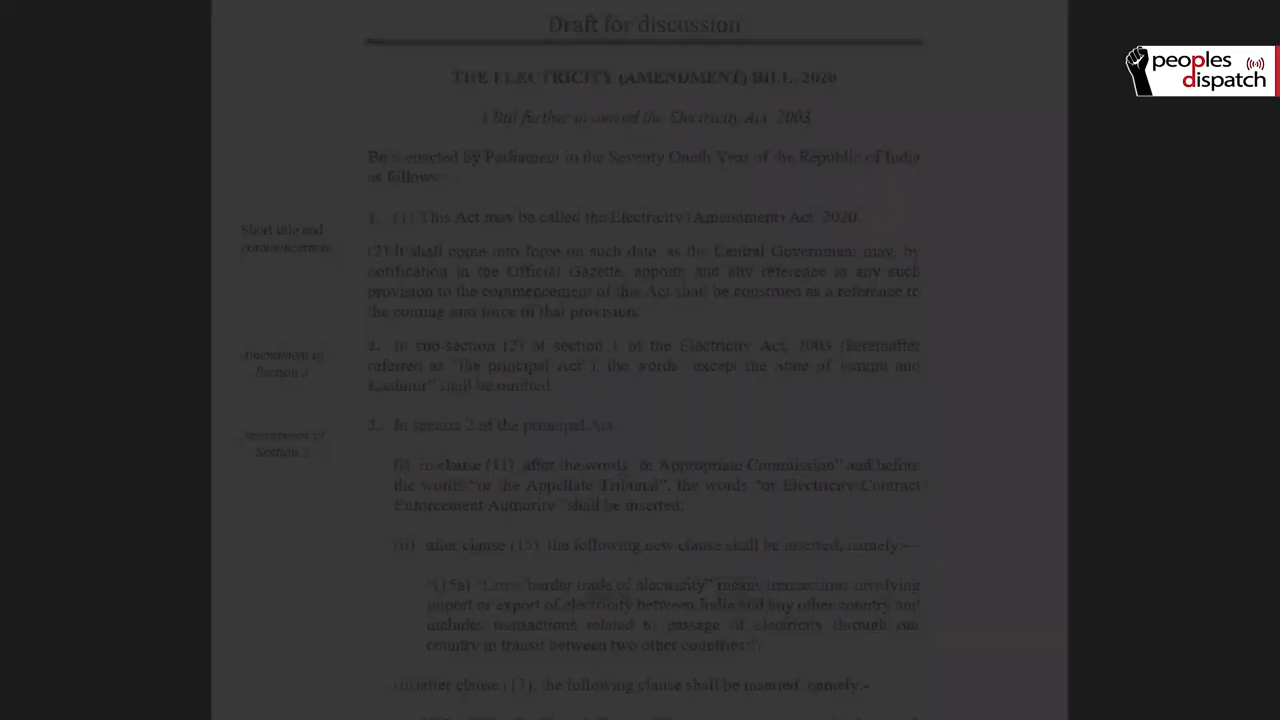 Draft for discussion
peoples
dispatch
THE ELECTRICITY (AMENDMENT) BILL, 2020
A Bill further to amend the Electricity Act, 2003
Be it enacted by Parliament in the Seventy Oneth Year of the Republic of India
as follows:—
Short title and
commencement
1. (1) This Act may be called the Electricity (Amendment) Act, 2020.
(2) It shall come into force on such date, as the Central Government may, by
notification in the Official Gazette, appoint and any reference in any such
provision to the commencement of this Act shall be construed as a reference to
the coming into force of that provision.
Amendment of
Section 1
2. In sub-section (2) of section 1 of the Electricity Act, 2003 (hereinafter
referred as "the principal Act"), the words "except the State of Jammu and
Kashmir" shall be omitted.
Amendment of
Section 2
3. In section 2 of the principal Act,
(i) in clause (11) after the words "or Appropriate Commission" and before
the words "or the Appellate Tribunal", the words "or Electricity Contract
Enforcement Authority" shall be inserted;
(ii) after clause (15), the following new clause shall be inserted, namely:—
"(15a) "Cross border trade of electricity" means transactions involving
import or export of electricity between India and any other country and
includes transactions related to passage of electricity through our
country in transit between two other countries;";
(iii) after clause (17), the following clause shall be inserted, namely:-